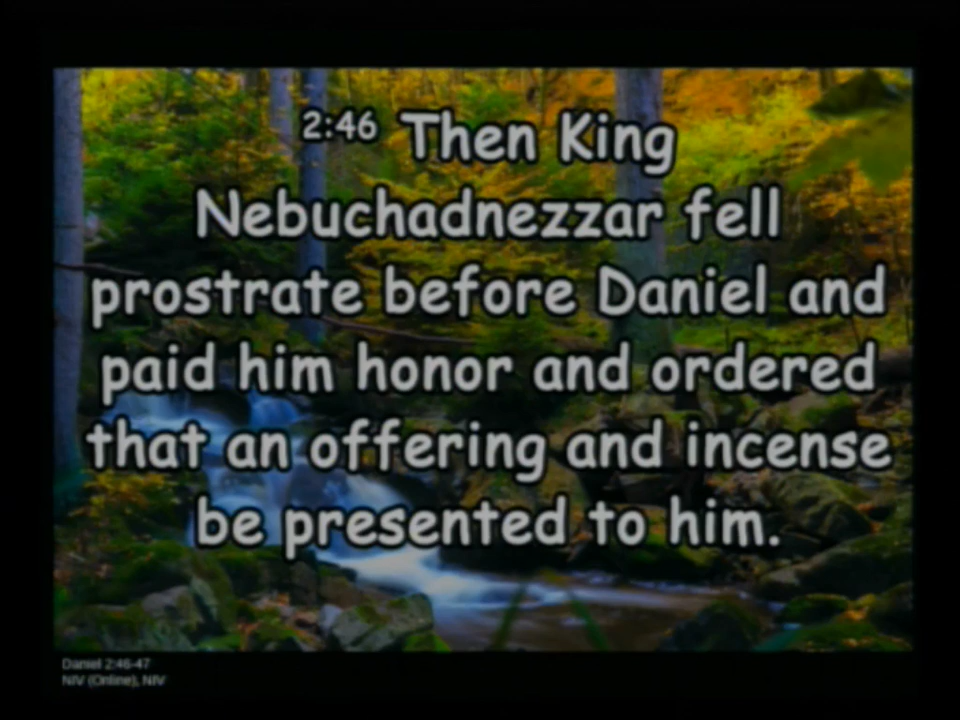 2:46 Then King
Nebuchadnezzar fell
prostrate before Daniel and
paid him honor and ordered
that an offering and incense
be presented to him.
Daniel 2:46-47
NIV (Online), NIV